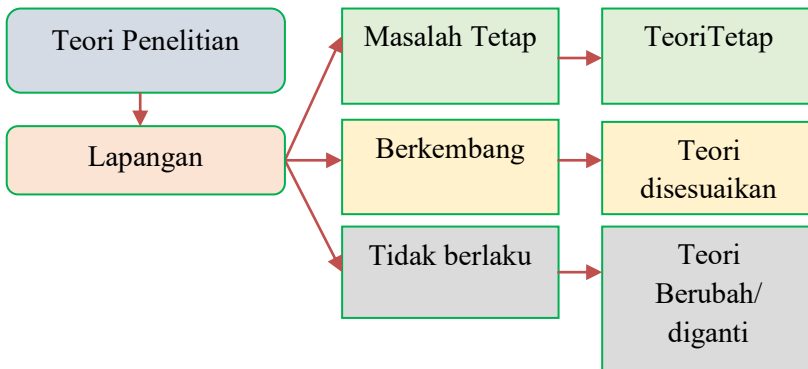 Teori Penelitian
Lapangan
Masalah Tetap
TeoriTetap
Berkembang
Teori
disesuaikan
Tidak berlaku
Teori
Berubah/
diganti